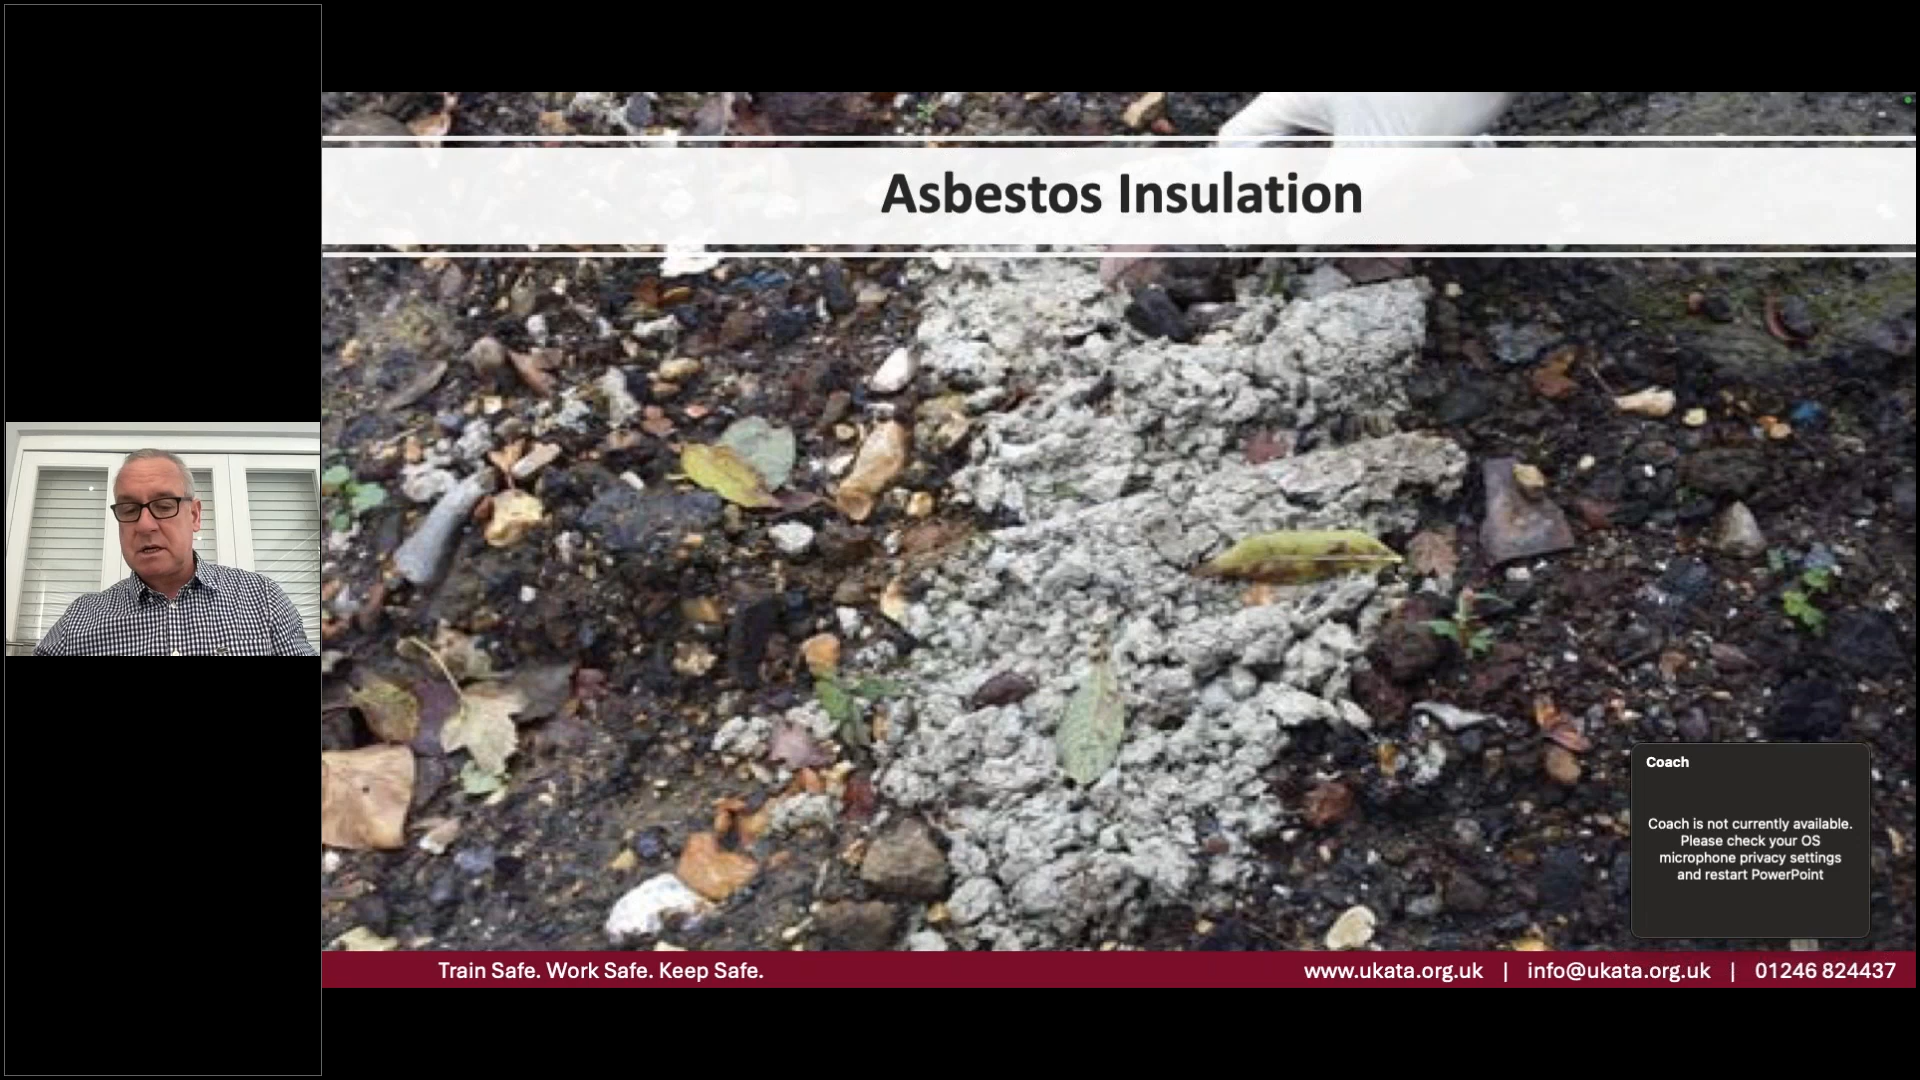 Asbestos Insulation
Coach
Coach is not currently available.
Please check your OS
microphone privacy settings
and restart PowerPoint
Train Safe. Work Safe. Keep Safe.
www.ukata.org.uk | info@ukata.org.uk | 01246 824437